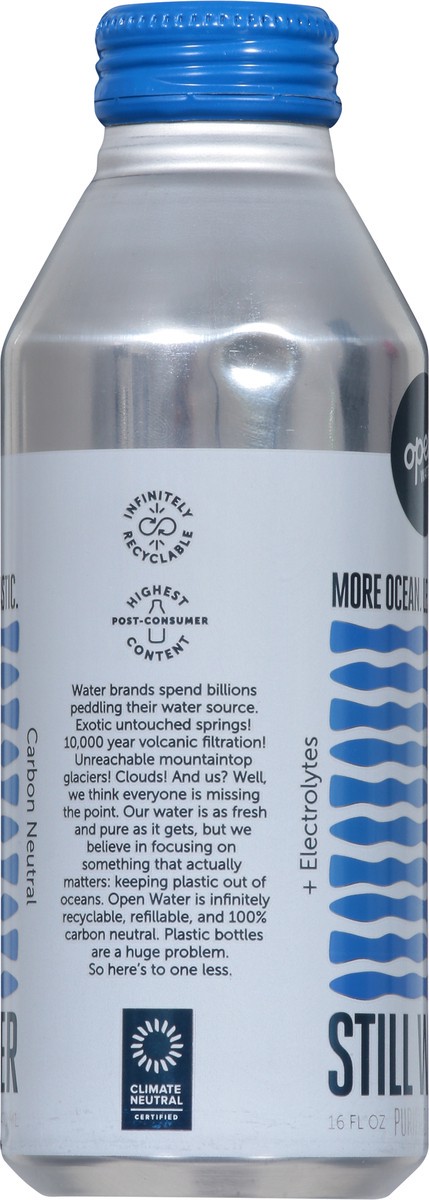 INFINITELY
RECYCLABLE
HIGHEST
POST-CONSUMER
CONTENT
Water brands spend billions
peddling their water source.
Exotic untouched springs!
10,000 year volcanic filtration!
Unreachable mountaintop
glaciers! Clouds! And us? Well,
we think everyone is missing
the point. Our water is as fresh
and pure as it gets, but we
believe in focusing on
something that actually
matters: keeping plastic out of
oceans. Open Water is infinitely
recyclable, refillable, and 100%
carbon neutral. Plastic bottles
are a huge problem.
So here's to one less.
CLIMATE
NEUTRAL
CERTIFIED
Carbon Neutral
+ Electrolytes
MORE OCEAN.
STILL
16 FL OZ